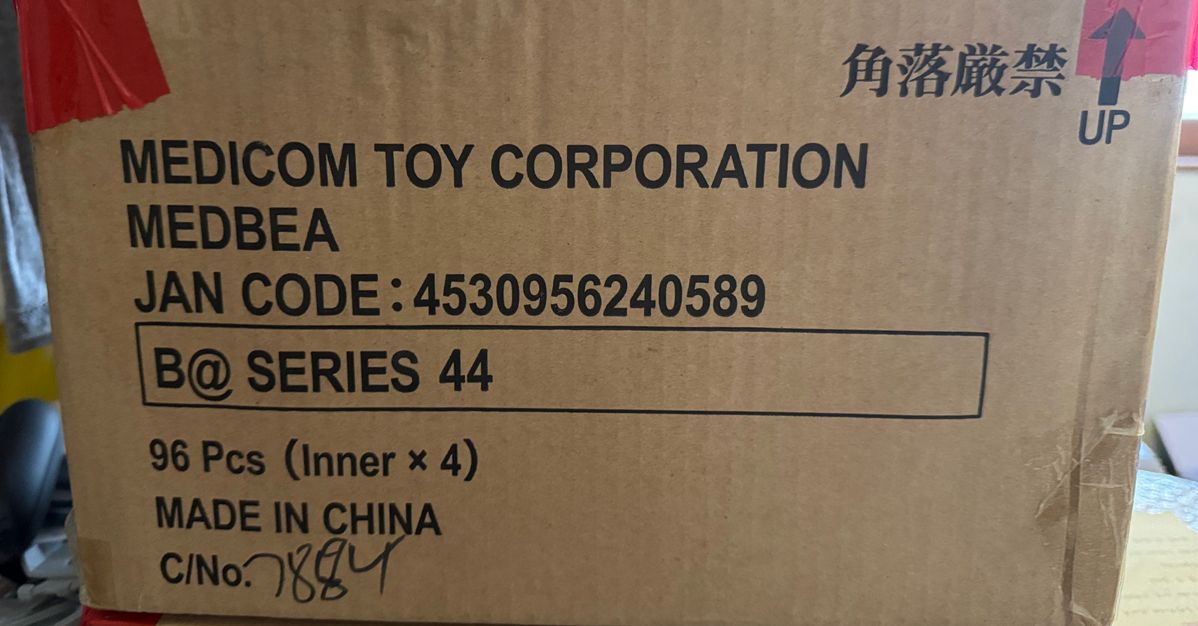 角落厳禁
UP
MEDICOM TOY CORPORATION
MEDBEA
JAN CODE:4530956240589
B@ SERIES 44
96 Pcs (Inner × 4)
MADE IN CHINA
C/No. 7884